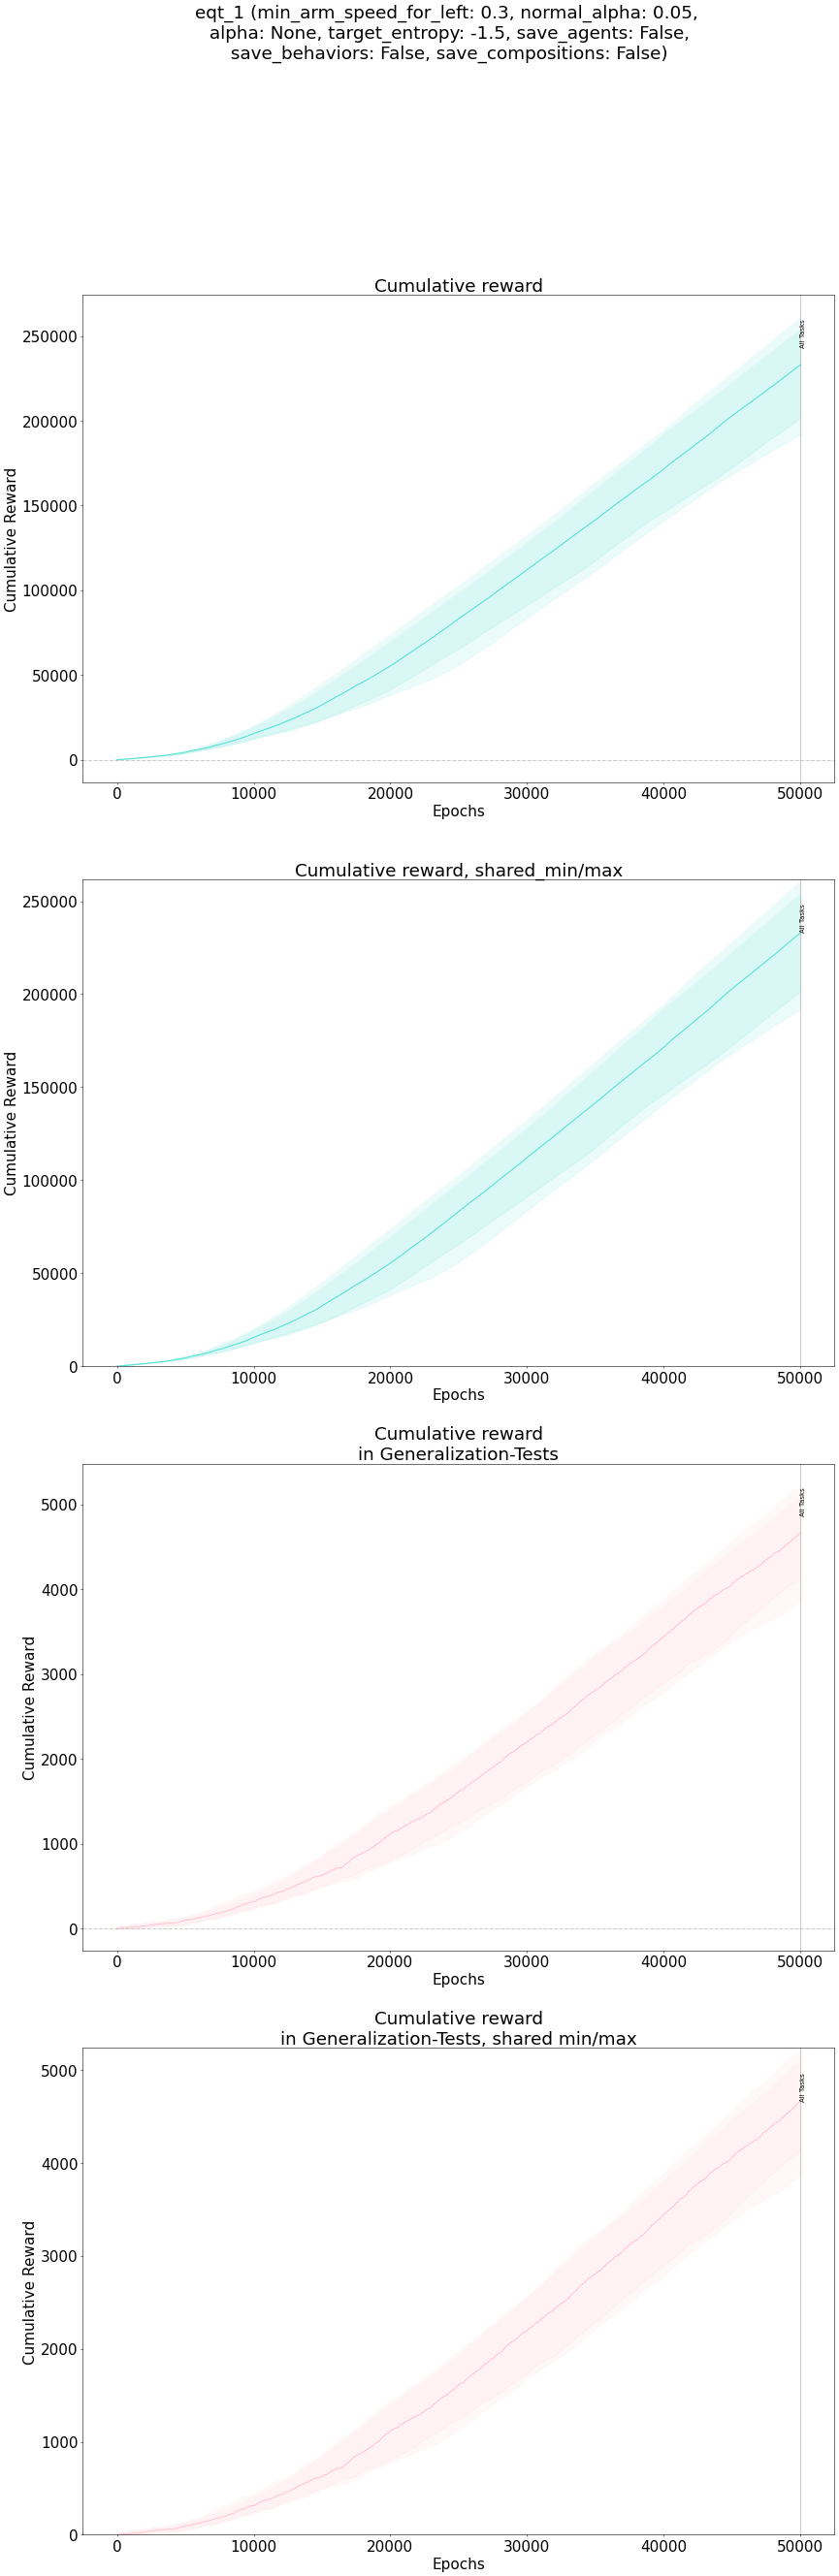 eqt_1 (min_arm_speed_for_left: 0.3, normal_alpha: 0.05,
alpha: None, target_entropy: -1.5, save_agents: False,
save_behaviors: False, save_compositions: False)
Cumulative reward
250000
200000
150000
100000
50000
0
Cumulative Reward
All Tasks
0 10000 20000 30000 40000 50000
Epochs
Cumulative reward, shared_min/max
250000
200000
150000
100000
50000
0
Cumulative Reward
All Tasks
0 10000 20000 30000 40000 50000
Epochs
Cumulative reward
in Generalization-Tests
5000
4000
3000
2000
1000
0
Cumulative Reward
All Tasks
0 10000 20000 30000 40000 50000
Epochs
Cumulative reward
in Generalization-Tests, shared min/max
5000
4000
3000
2000
1000
0
Cumulative Reward
All Tasks
0 10000 20000 30000 40000 50000
Epochs